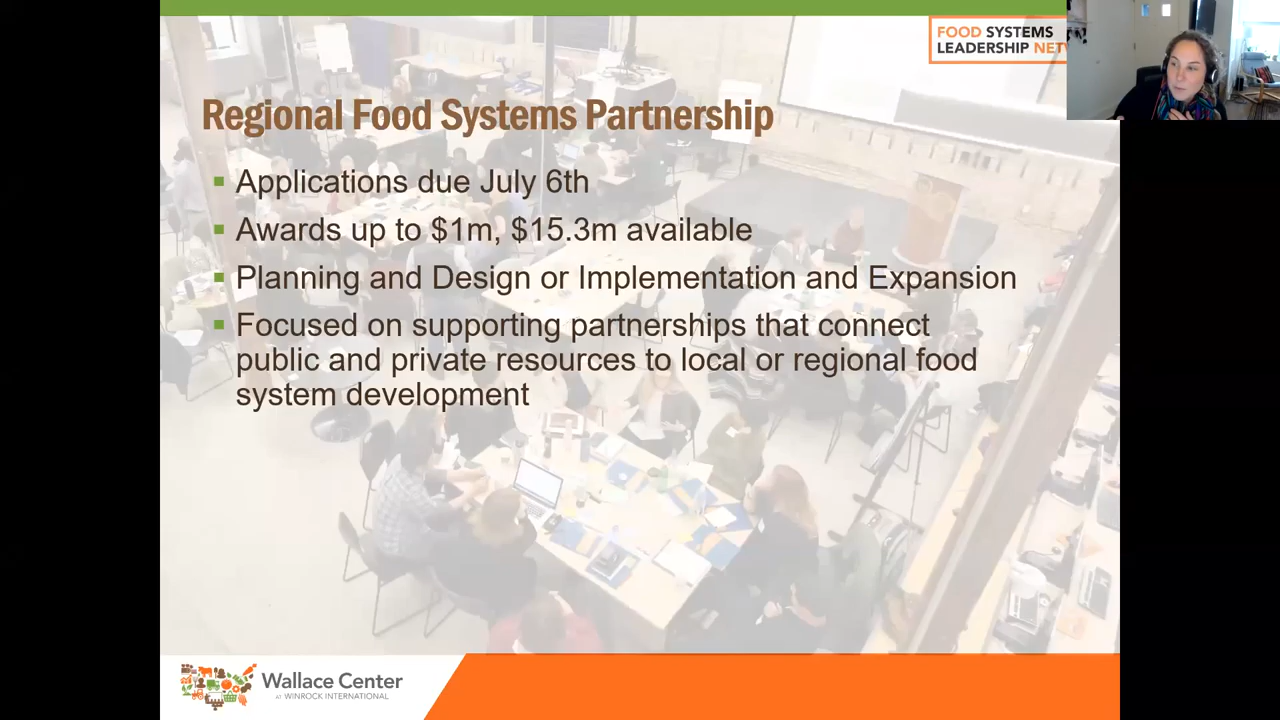 FOOD SYSTEMS
LEADERSHIP NETW
Regional Food Systems Partnership
Applications due July 6th
Awards up to $1m, $15.3m available
Planning and Design or Implementation and Expansion
Focused on supporting partnerships that connect
public and private resources to local or regional food
system development
Wallace Center
AT WINROCK INTERNATIONAL